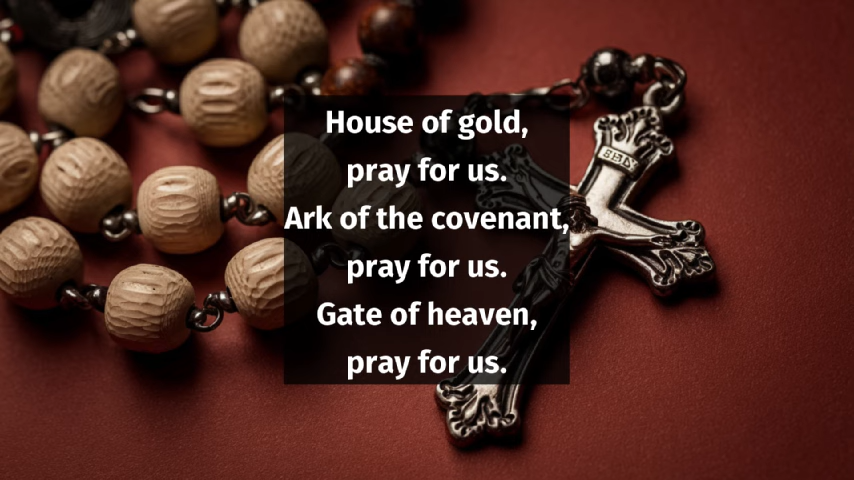 House of gold,
pray for us.
Ark of the covenant,
pray for us.
Gate of heaven,
pray for us.